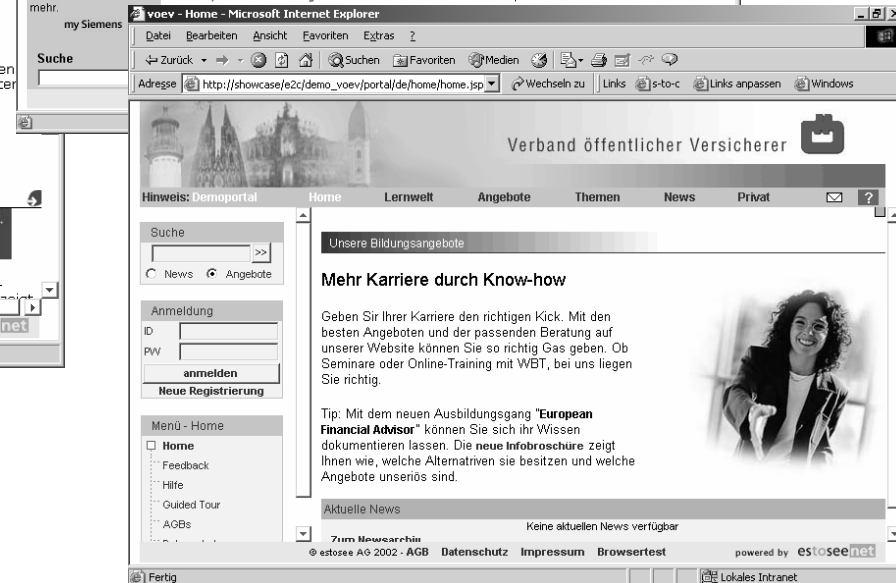 mehr.
my Siemens
Suche
net
voev - Home - Microsoft Internet Explorer
Datei Bearbeiten Ansicht Favoriten Extras ?
Zurück Suchen Favoriten Medien
Adresse http://showcase/e2c/demo_voev/portal/de/home/home.jsp Wechseln zu Links s-to-c Links anpassen Windows
Verband öffentlicher Versicherer
Hinweis: Demoportal Home Lernwelt Angebote Themen News Privat ?
Suche
>>
News Angebote
Anmeldung
ID
PW
anmelden
Neue Registrierung
Menü - Home
Home
Feedback
Hilfe
Guided Tour
AGBs
Unsere Bildungsangebote
Mehr Karriere durch Know-how
Geben Sir Ihrer Karriere den richtigen Kick. Mit den
besten Angeboten und der passenden Beratung auf
unserer Website können Sie so richtig Gas geben. Ob
Seminare oder Online-Training mit WBT, bei uns liegen
Sie richtig.
Tip: Mit dem neuen Ausbildungsgang "European
Financial Advisor" können Sie sich ihr Wissen
dokumentieren lassen. Die neue Infobroschüre zeigt
Ihnen wie, welche Alternatriven sie besitzen und welche
Angebote unseriös sind.
Aktuelle News
Keine aktuellen News verfügbar
Zum Newsarchiv
© estosee AG 2002 - AGB Datenschutz Impressum Browsertest powered by estoseenet
Fertig Lokales Intranet